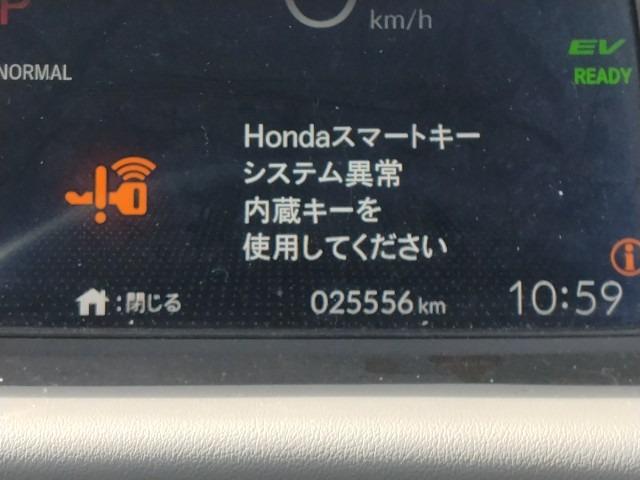 P
km/h
EV
NORMAL
READY
Hondaスマートキー
システム異常
内蔵キーを
使用してください
:閉じる
025556 km
10:59